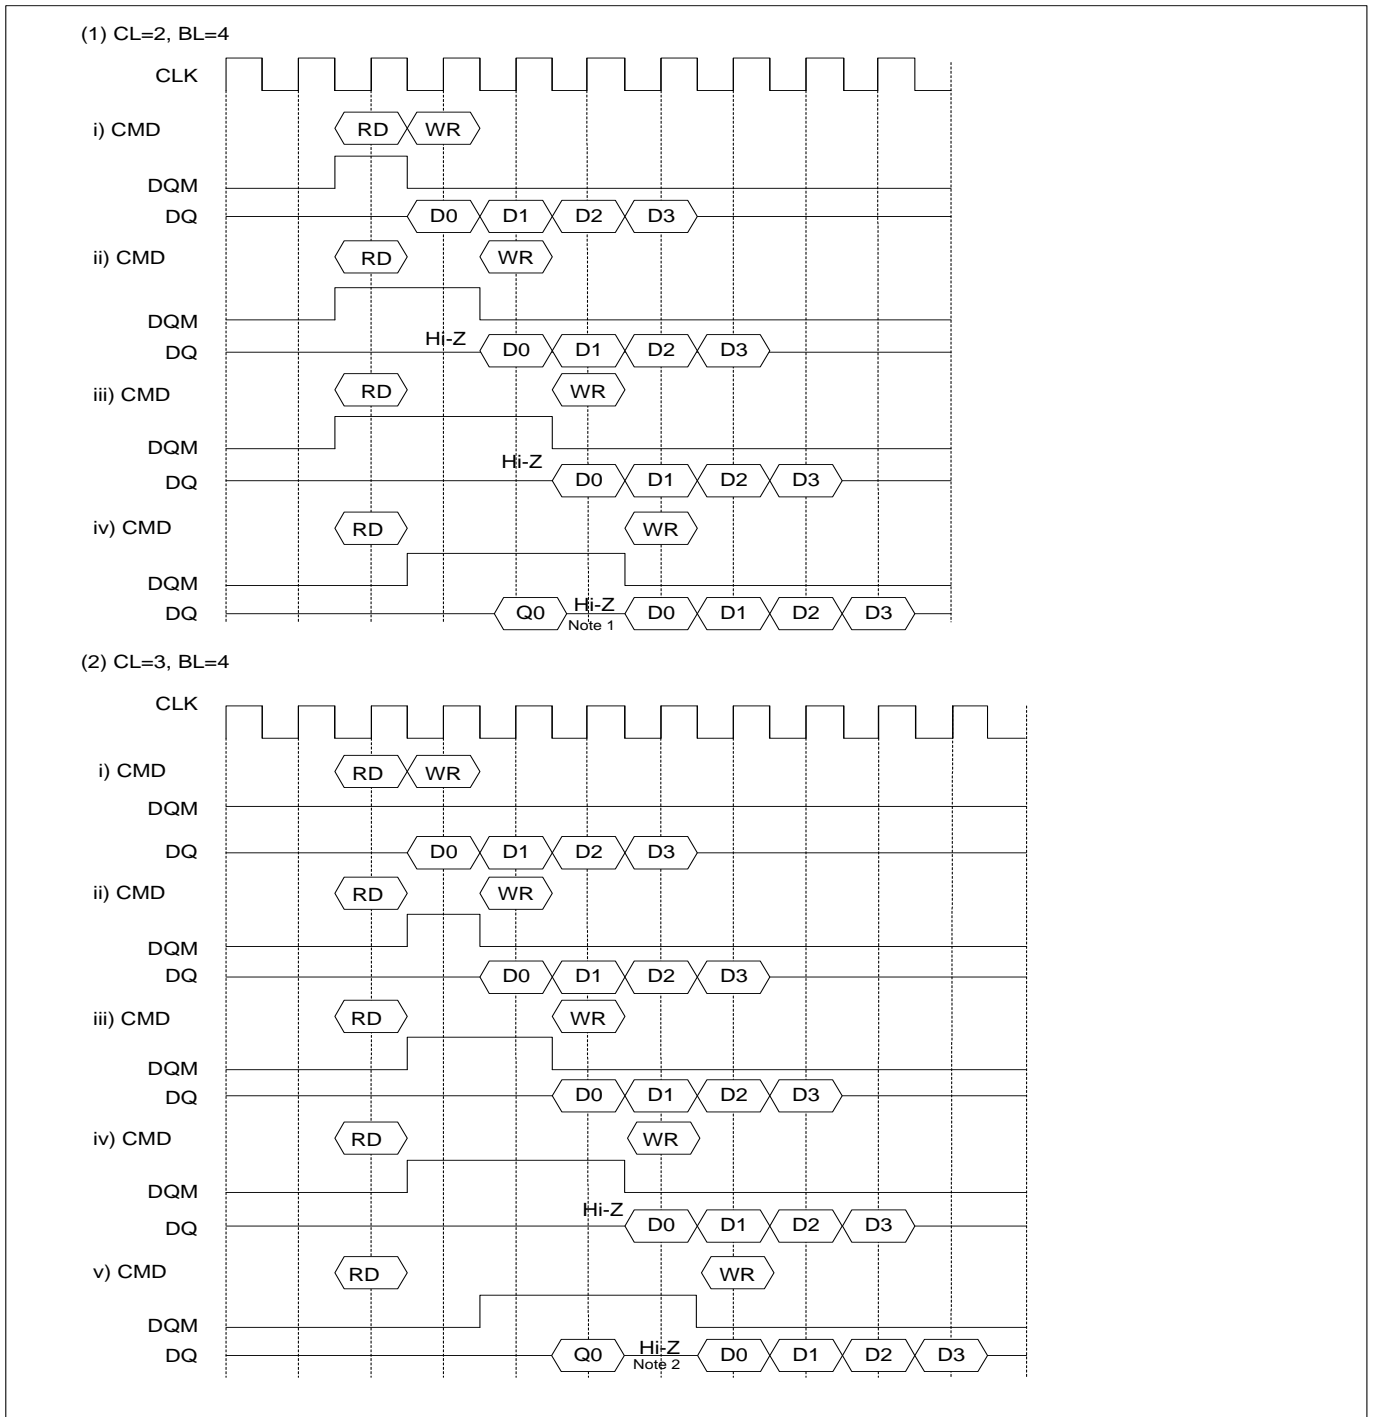 (1) CL=2, BL=4
CLK
i) CMD RD WR
DQM
DQ D0 D1 D2 D3
ii) CMD RD WR
DQM
Hi-Z
DQ D0 D1 D2 D3
iii) CMD RD WR
DQM
Hi-Z
DQ D0 D1 D2 D3
iv) CMD RD WR
DQM
DQ Q0 Hi-Z D0 D1 D2 D3
Note 1
(2) CL=3, BL=4
CLK
i) CMD RD WR
DQM
DQ D0 D1 D2 D3
ii) CMD RD WR
DQM
DQ D0 D1 D2 D3
iii) CMD RD WR
DQM
DQ D0 D1 D2 D3
iv) CMD RD WR
DQM
Hi-Z
DQ D0 D1 D2 D3
v) CMD RD WR
DQM
DQ Q0 Hi-Z D0 D1 D2 D3
Note 2